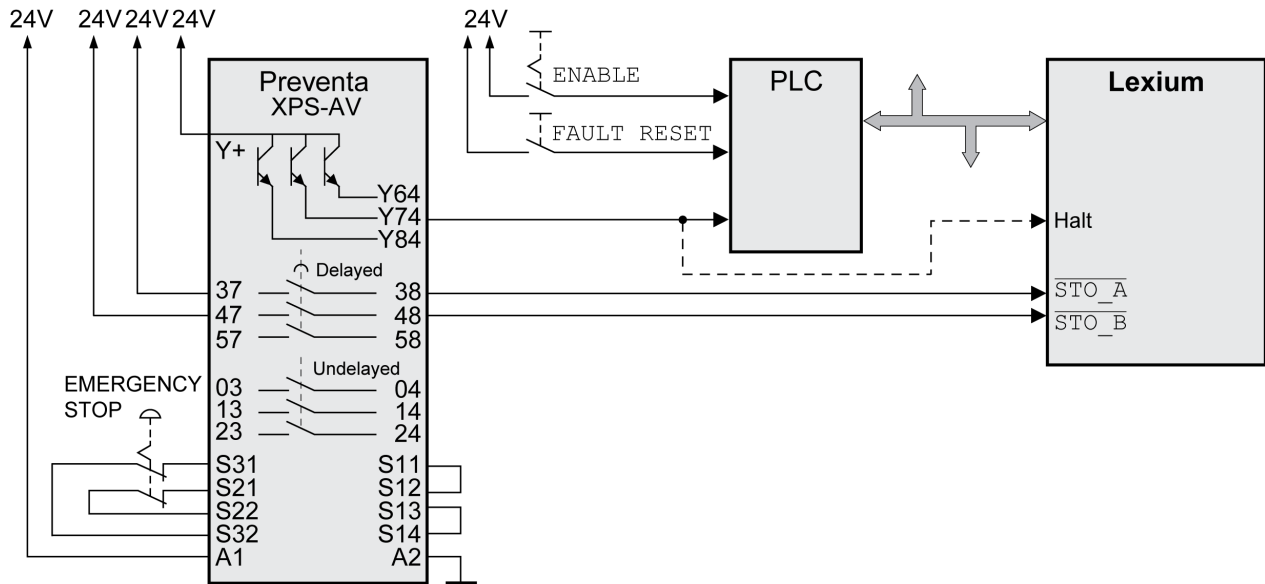 24V 24V 24V 24V 24V
Preventa
XPS-AV
PLC
Lexium
ENABLE
FAULT RESET
Y+
Y64
Y74
Y84
Halt
Delayed
37 38
STO_A
47 48
STO_B
57 58
Undelayed
EMERGENCY
STOP
03 04
13 14
23 24
S31 S11
S21 S12
S22 S13
S32 S14
A1 A2